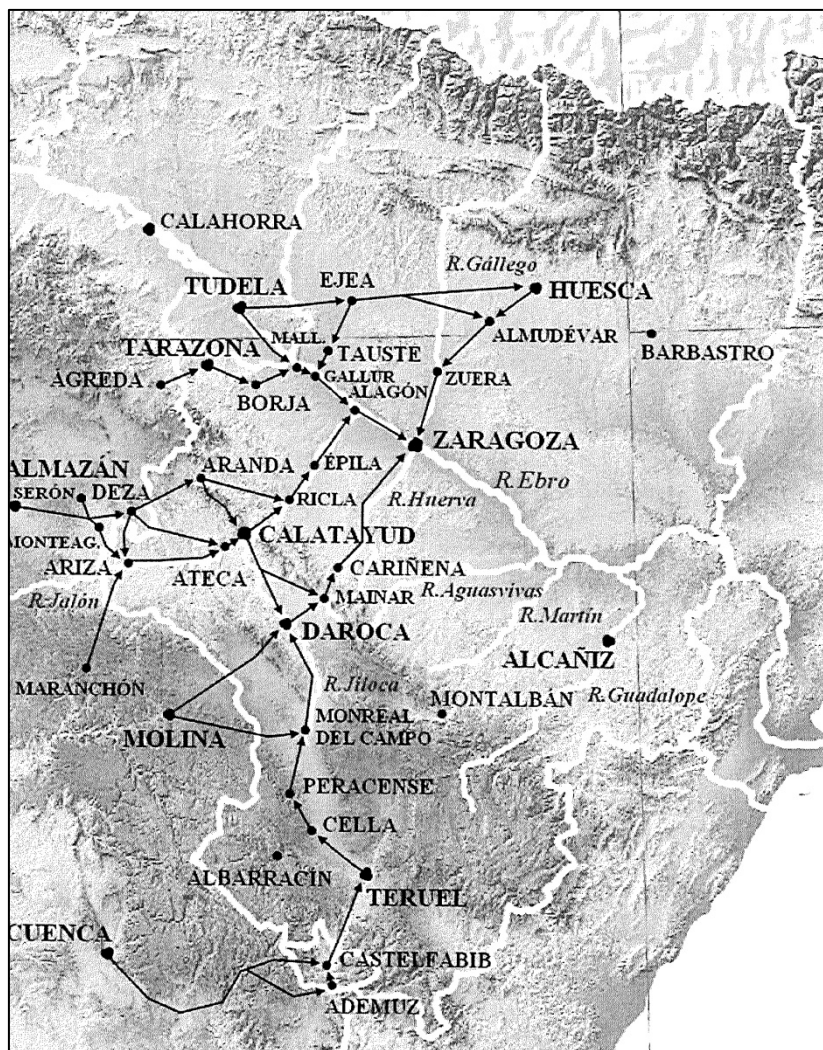 CALAHORRA
R.Gállego
EJEA
TUDELA
HUESCA
MALL.
ALMUDÉVAR
TARAZONA
TAUSTE
BARBASTRO
ÁGREDA
GALLUR
ZUERA
BORJA
ALAGÓN
ZARAGOZA
ALMAZÁN
ARANDA
ÉPILA
R.Ebro
SERÓN
DEZA
RICLA
R.Huerva
MONTEAG.
CALATAYUD
ARIZA
ATECA
CARIÑENA
R.Jalón
MAINAR
R.Aguasvivas
R.Martín
DAROCA
ALCAÑIZ
MARANCHÓN
R.Jiloca
MONTALBÁN
R.Guadalope
MOLINA
MONREAL
DEL CAMPO
PERACENSE
CELLA
ALBARRACÍN
TERUEL
CUENCA
CASTELFABIB
ADEMUZ